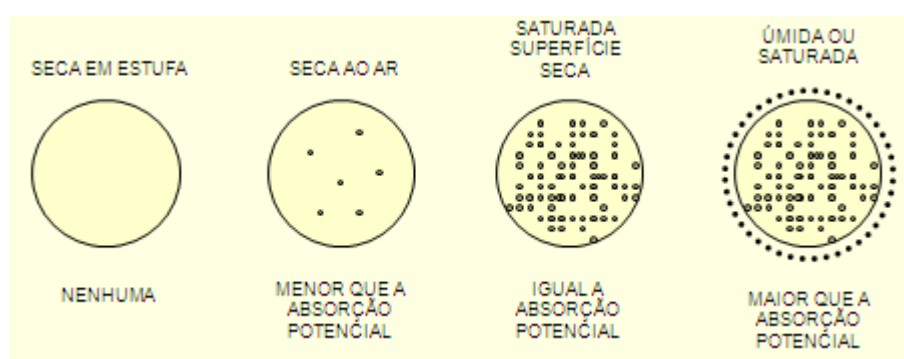 SECA EM ESTUFA
SECA AO AR
SATURADA
SUPERFÍCIE
SECA
ÚMIDA OU
SATURADA
NENHUMA
MENOR QUE A
ABSORÇÃO
POTENCIAL
IGUAL A
ABSORÇÃO
POTENCIAL
MAIOR QUE A
ABSORÇÃO
POTENCIAL